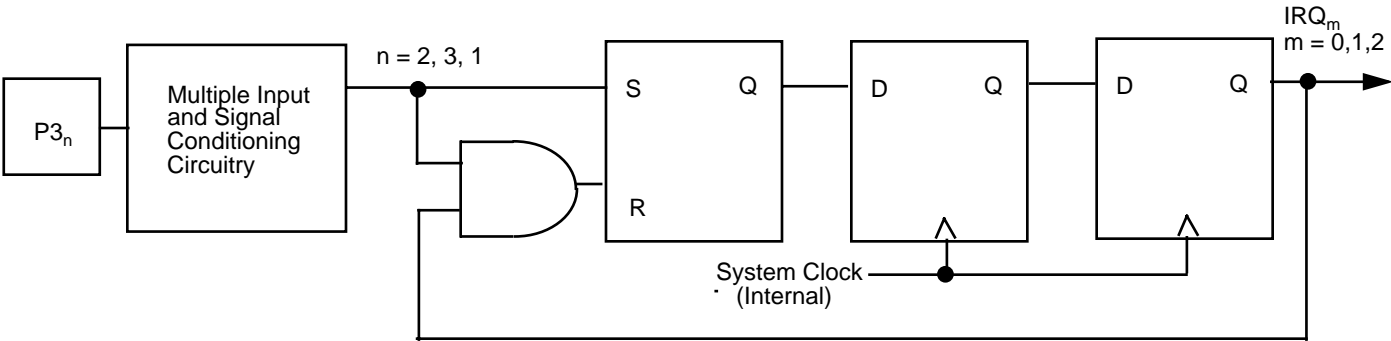 P3n
Multiple Input
and Signal
Conditioning
Circuitry
n = 2, 3, 1
S
Q
R
D
Q
D
Q
IRQm
m = 0,1,2
System Clock
(Internal)